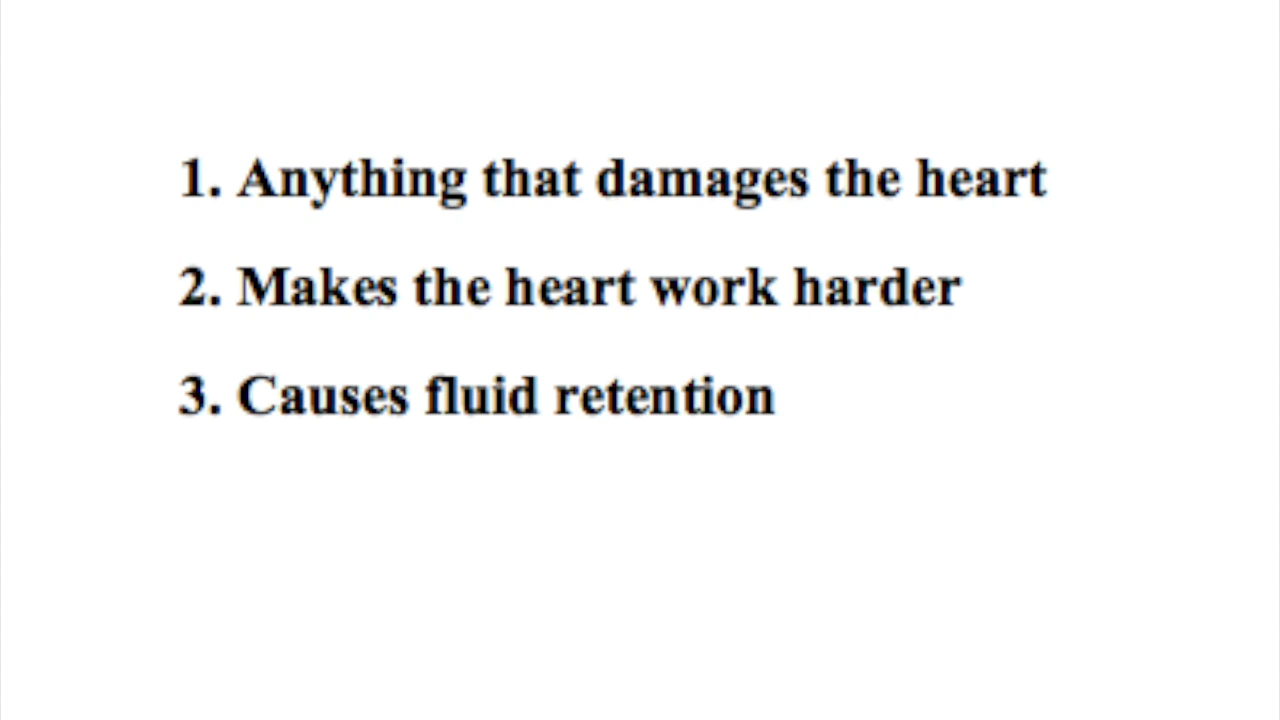 1. Anything that damages the heart
2. Makes the heart work harder
3. Causes fluid retention